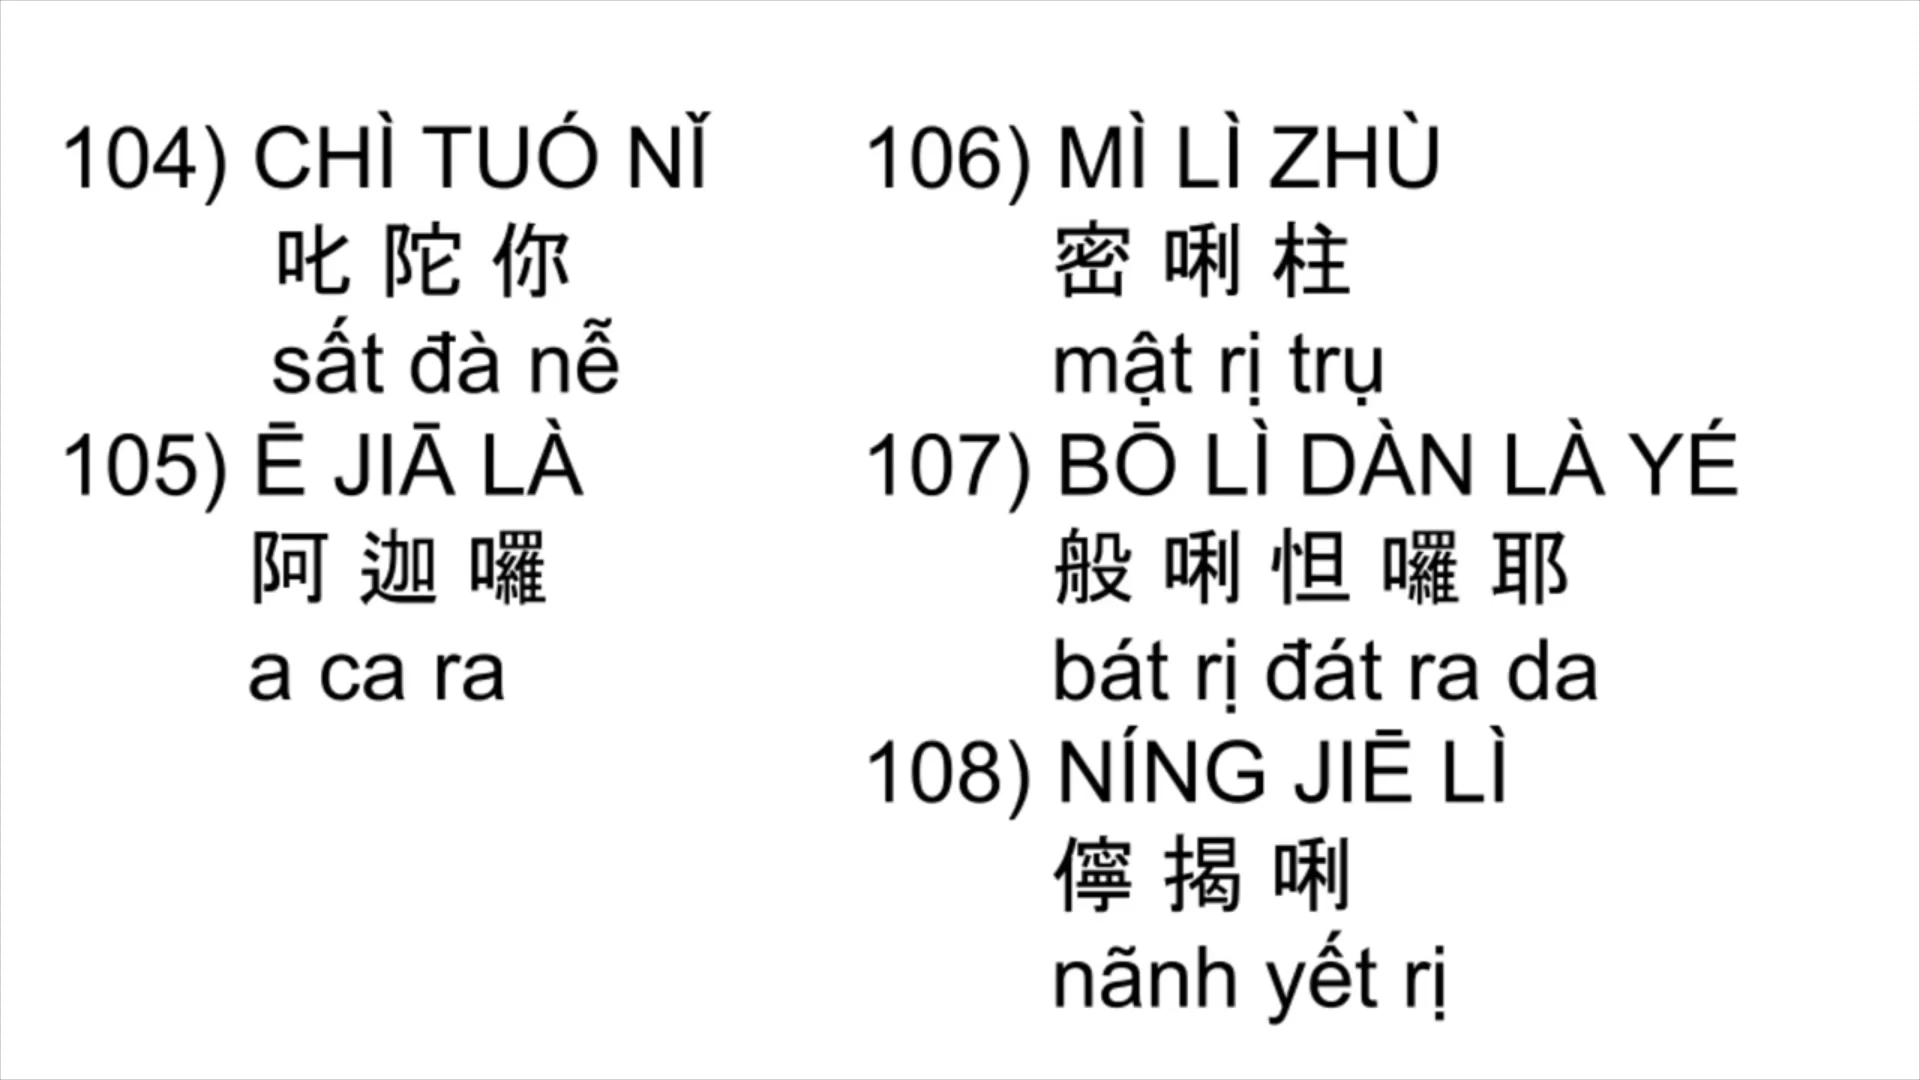 104) CHÌ TUÓ NǏ
叱 陀 你
sất đà nễ
105) Ē JIĀ LÀ
阿 迦 囉
a ca ra
106) MÌ LÌ ZHÙ
密 唎 柱
mật rị trụ
107) BŌ LÌ DÀN LÀ YÉ
般 唎 怛 囉 耶
bát rị đát ra da
108) NÍNG JIĒ LÌ
儜 揭 唎
nãnh yết rị